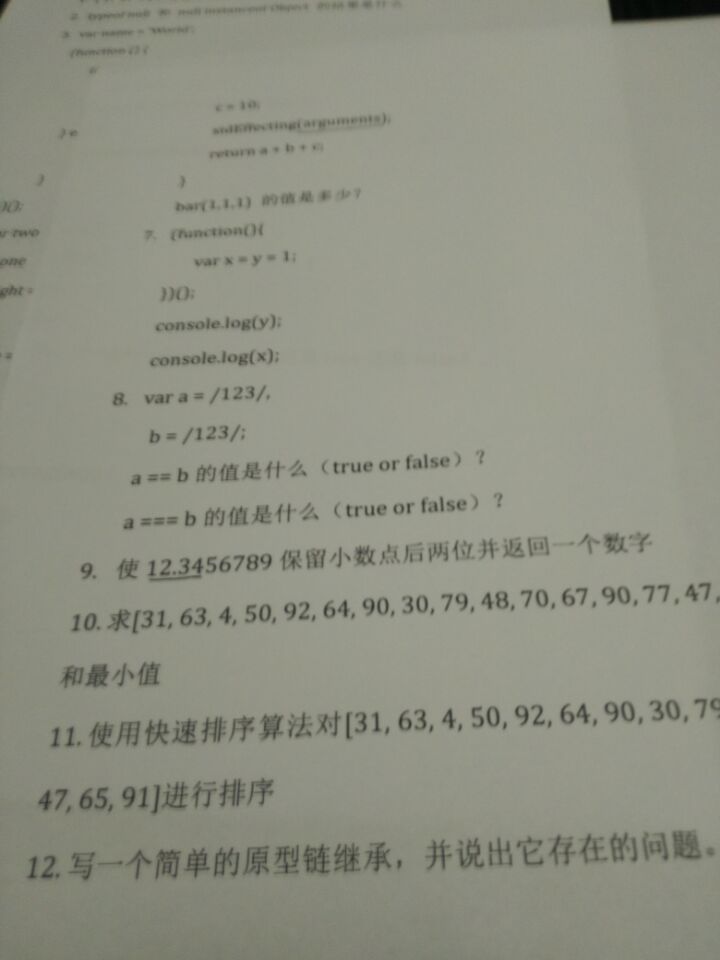 2. typeof null 和 null instanceof Object 的结果是什么
3. var name = 'World';
(function () {
c = 10;
(arguments);
return a + b + c;
}
bar(1,1,1) 的值是多少？
7. (function(){
var x = y = 1;
})();
console.log(y);
console.log(x);
8. var a = /123/,
b = /123/;
a == b 的值是什么（true or false）？
a === b 的值是什么（true or false）？
9. 使 12.3456789 保留小数点后两位并返回一个数字
10. 求[31, 63, 4, 50, 92, 64, 90, 30, 79, 48, 70, 67, 90, 77, 47,
和最小值
11. 使用快速排序算法对[31, 63, 4, 50, 92, 64, 90, 30, 79
47, 65, 91]进行排序
12. 写一个简单的原型链继承，并说出它存在的问题。
} e
}
)();
two
one
ght =